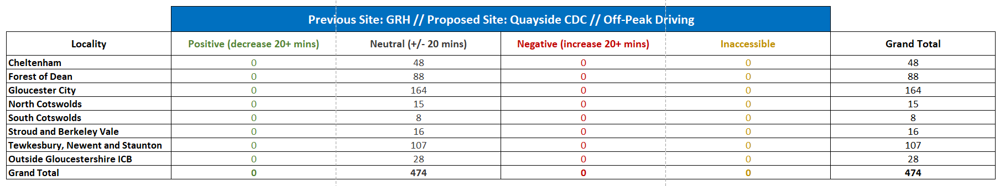 Previous Site: GRH // Proposed Site: Quayside CDC // Off-Peak Driving
Locality Positive (decrease 20+ mins) Neutral (+/- 20 mins) Negative (increase 20+ mins) Inaccessible Grand Total
Cheltenham 0 48 0 0 48
Forest of Dean 0 88 0 0 88
Gloucester City 0 164 0 0 164
North Cotswolds 0 15 0 0 15
South Cotswolds 0 8 0 0 8
Stroud and Berkeley Vale 0 16 0 0 16
Tewkesbury, Newent and Staunton 0 107 0 0 107
Outside Gloucestershire ICB 0 28 0 0 28
Grand Total 0 474 0 0 474